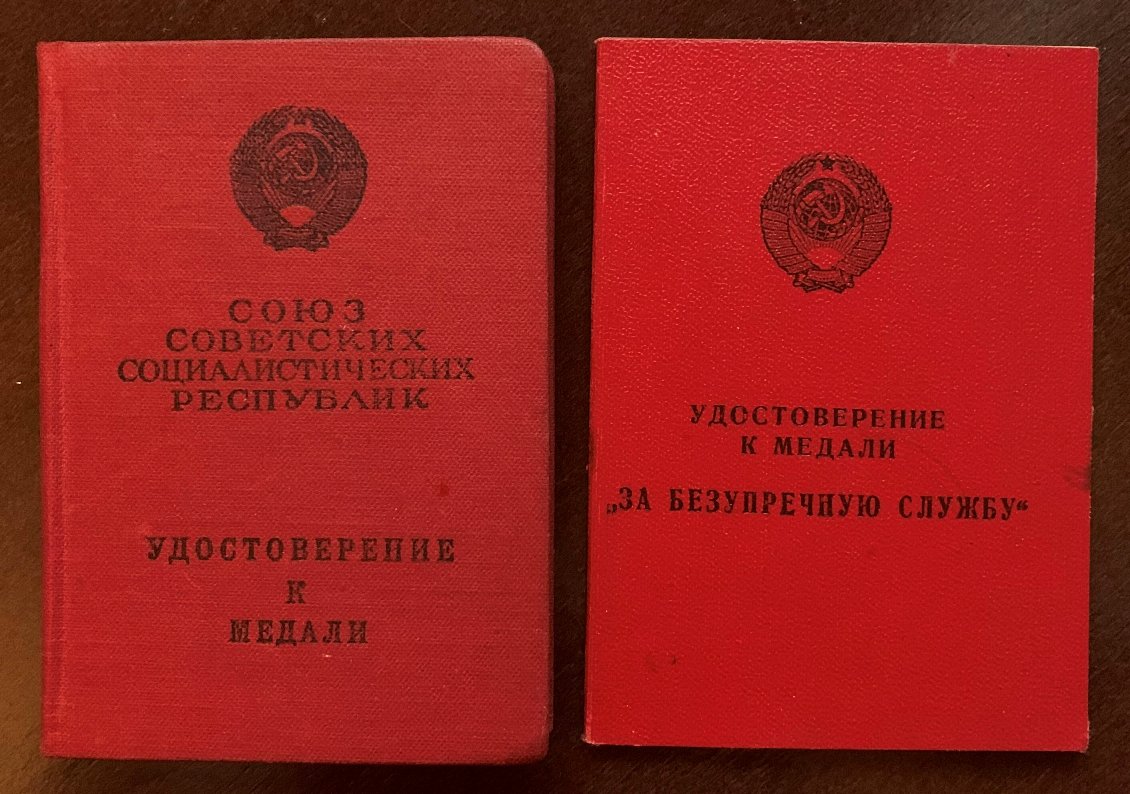 СОЮЗ
СОВЕТСКИХ
СОЦИАЛИСТИЧЕСКИХ
РЕСПУБЛИК
УДОСТОВЕРЕНИЕ
К
МЕДАЛИ
УДОСТОВЕРЕНИЕ
К МЕДАЛИ
„ЗА БЕЗУПРЕЧНУЮ СЛУЖБУ“